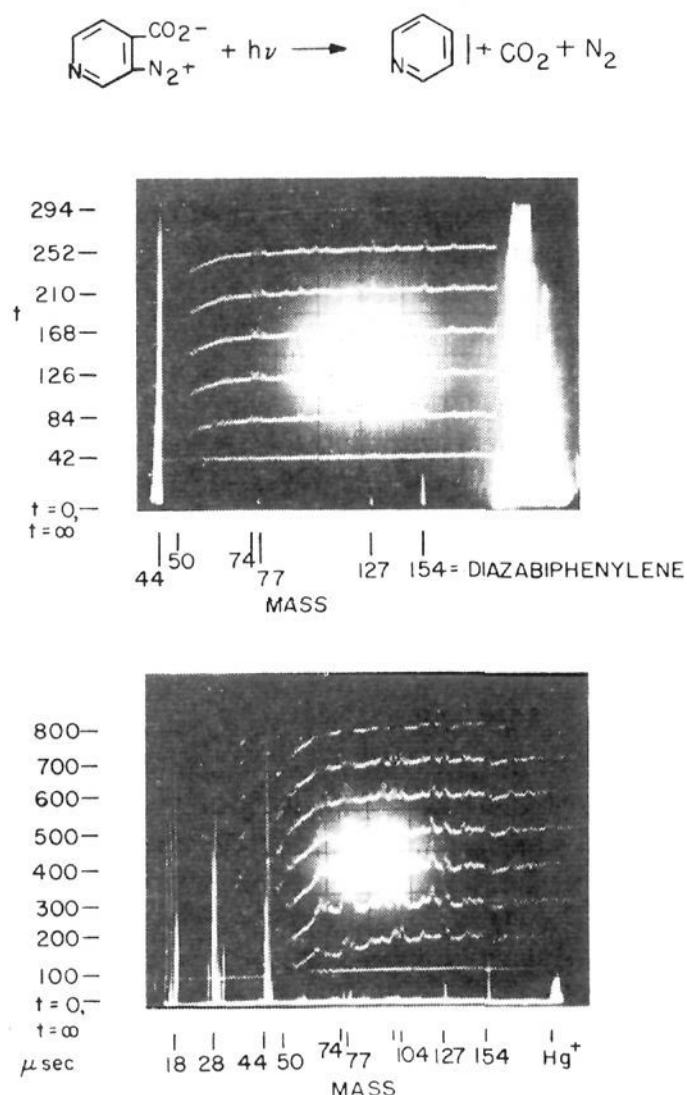 CO2−
N
N2+
+ hν → N | + CO2 + N2
294
252
210
t
168
126
84
42
t = 0,
t = ∞
44 50 74 77 127 154 = DIAZABIPHENYLENE
MASS
800
700
600
500
400
300
200
100
t = 0,
t = ∞
μsec 18 28 44 50 74 77 104 127 154 Hg+
MASS